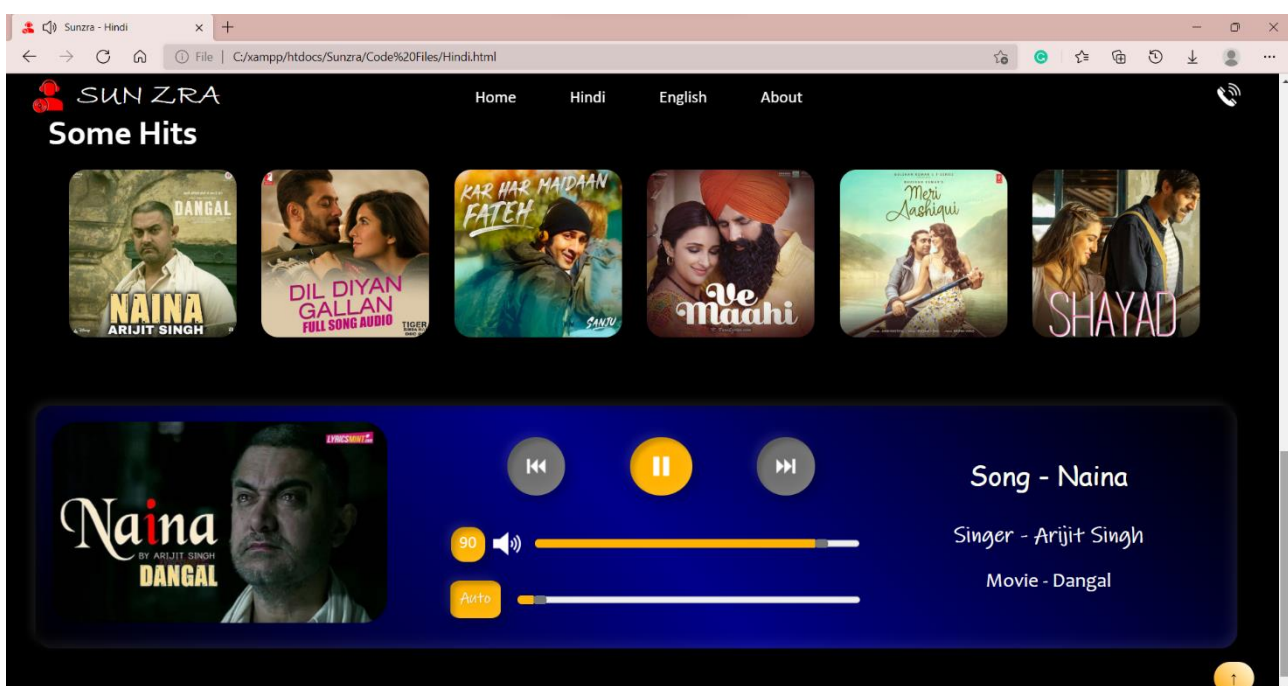 Sunzra - Hindi
File | C:/xampp/htdocs/Sunzra/Code%20Files/Hindi.html
SUN ZRA Home Hindi English About
Some Hits
DANGAL
NAINA
ARIJIT SINGH
DIL DIYAN
GALLAN
FULL SONG AUDIO
TIGER
KAR HAR MAIDAAN
FATEH
SANJU
Ve
Maahi
Meri
Aashiqui
SHAYAD
LYRICSMINT
Naina
BY ARIJIT SINGH
DANGAL
90
Auto
Song - Naina
Singer - Arijit Singh
Movie - Dangal